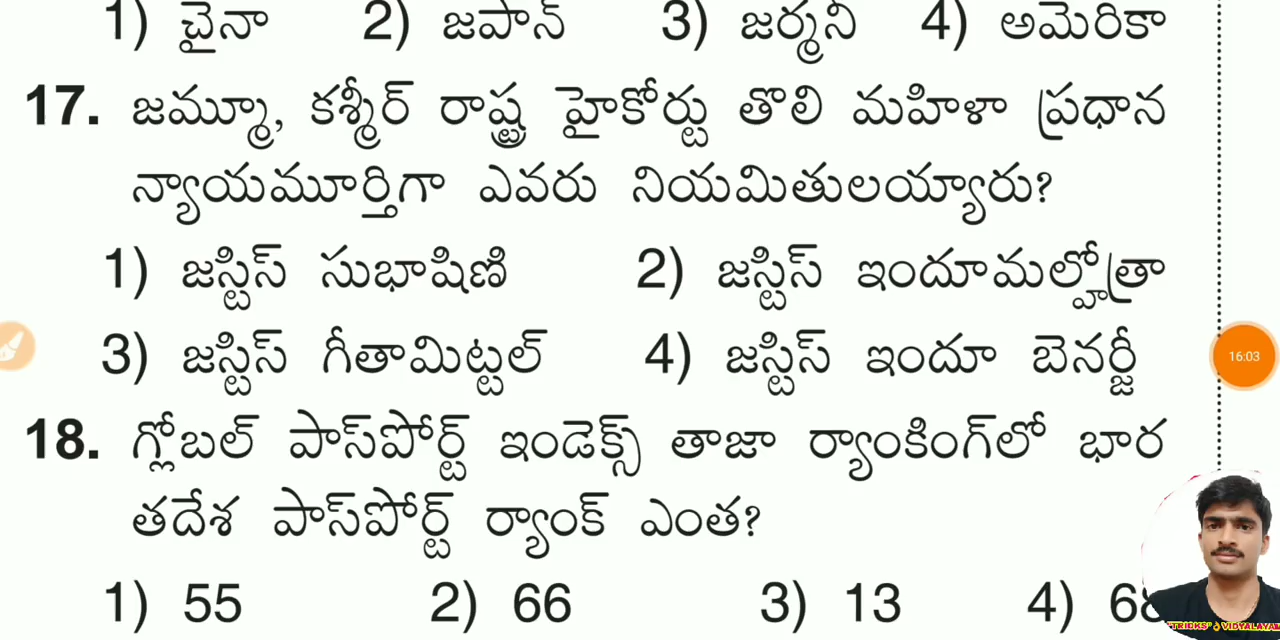 1) చైనా 2) జపాన్ 3) జర్మనీ 4) అమెరికా
17. జమ్మూ, కశ్మీర్ రాష్ట్ర హైకోర్టు తొలి మహిళా ప్రధాన
న్యాయమూర్తిగా ఎవరు నియమితులయ్యారు?
1) జస్టిస్ సుభాషిణి 2) జస్టిస్ ఇందూమల్హోత్రా
3) జస్టిస్ గీతామిట్టల్ 4) జస్టిస్ ఇందూ బెనర్జీ
16:03
18. గ్లోబల్ పాస్‌పోర్ట్ ఇండెక్స్ తాజా ర్యాంకింగ్‌లో భార
తదేశ పాస్‌పోర్ట్ ర్యాంక్ ఎంత?
1) 55 2) 66 3) 13 4)
"TRICKS" ﻿VIDYALAYAM